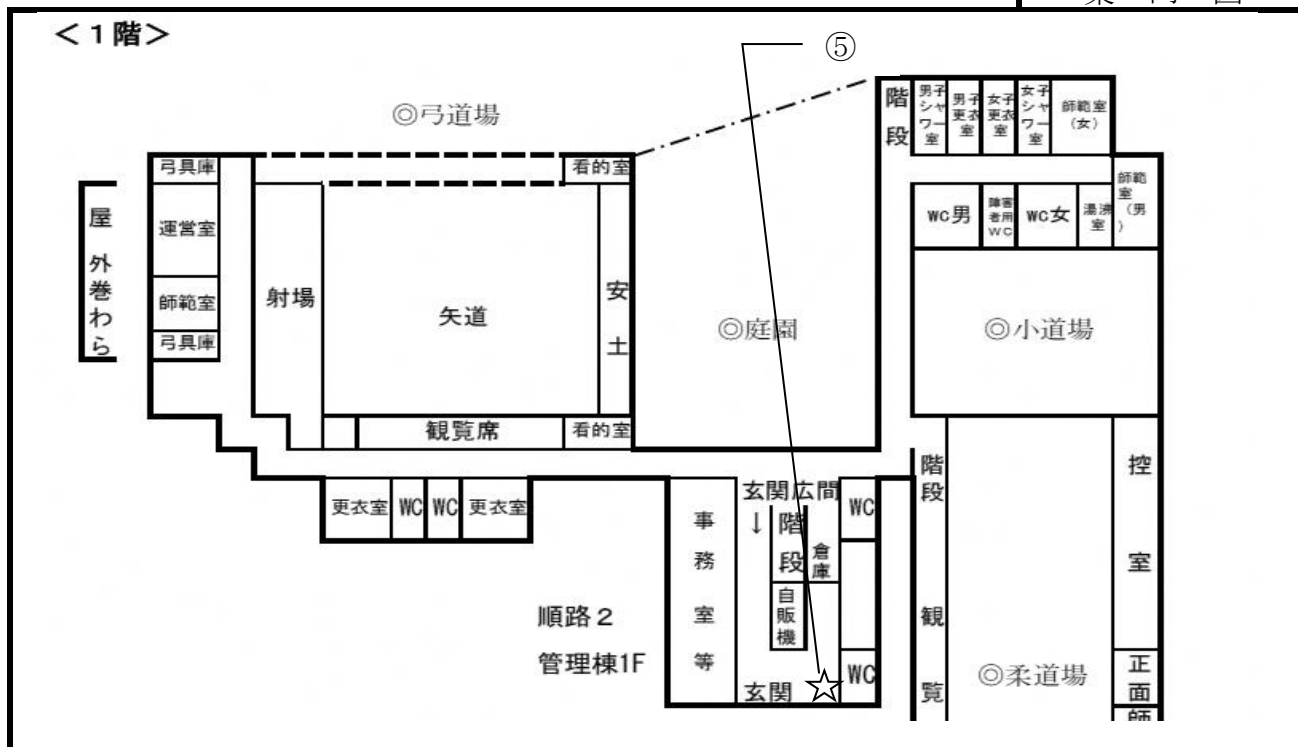 案内図
＜１階＞
⑤
◎弓道場
階段
男子シャワー室
男子更衣室
女子更衣室
女子シャワー室
師範室（女）
弓具庫
看的室
師範室（男）
屋外巻わら
運営室
WC男
障害者用WC
WC女
湯沸室
師範室
射場
矢道
安土
◎庭園
◎小道場
弓具庫
観覧席
看的室
階段
控室
更衣室
WC
WC
更衣室
事務室等
玄関広間
↓
階段
倉庫
WC
自販機
順路２
管理棟1F
観覧
◎柔道場
正面
玄関
☆
WC